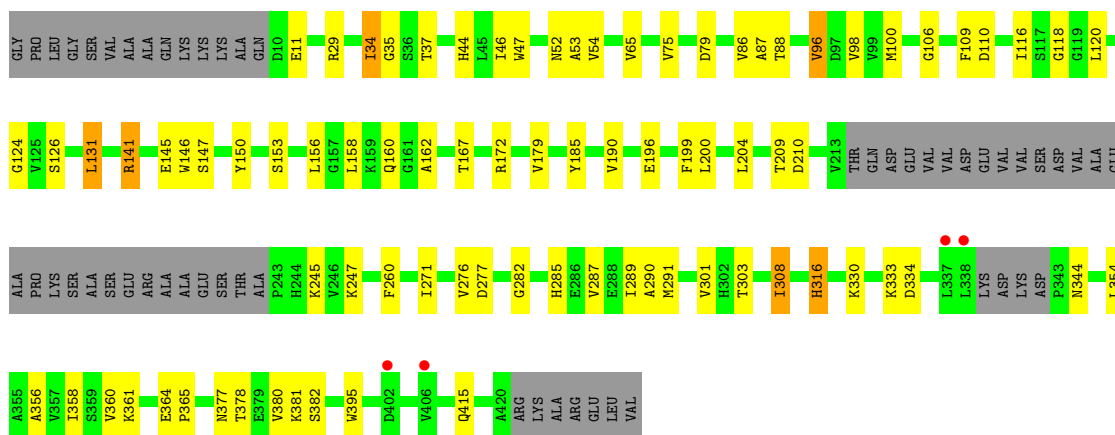 GLY PRO LEU GLY GLY SER VAL ALA ALA GLN LYS LYS LYS ALA GLN D10 E11 R29 I34 G35 S36 T37 H44 L45 I46 W47 N52 A53 V54 V65 V75 D79 V86 A87 T88 V96 D97 V98 V99 M100 G106 F109 D110 I116 S117 G118 G119 L120
G124 V125 S126 L131 R141 E145 W146 S147 Y150 S153 L156 G157 L158 K159 Q160 G161 A162 T167 R172 V179 Y185 V190 E196 F199 L200 L204 T209 D210 V213 THR GLN ASP GLU VAL VAL ASP GLU VAL VAL SER ASP VAL ALA GLU
ALA PRO LYS SER ALA SER GLU ARG ALA ALA GLU SER THR ALA P243 H244 K245 V246 K247 F260 I271 V276 D277 G282 H285 E286 V287 E288 I289 A290 M291 V301 H302 T303 I308 H316 K330 K333 D334 L337 L338 LYS ASP LYS ASP P343 N344 L354
A355 A356 V357 I358 S359 V360 K361 E364 P365 N377 T378 E379 V380 K381 S382 W395 D402 V406 Q415 A420 ARG LYS ALA ARG GLU LEU VAL